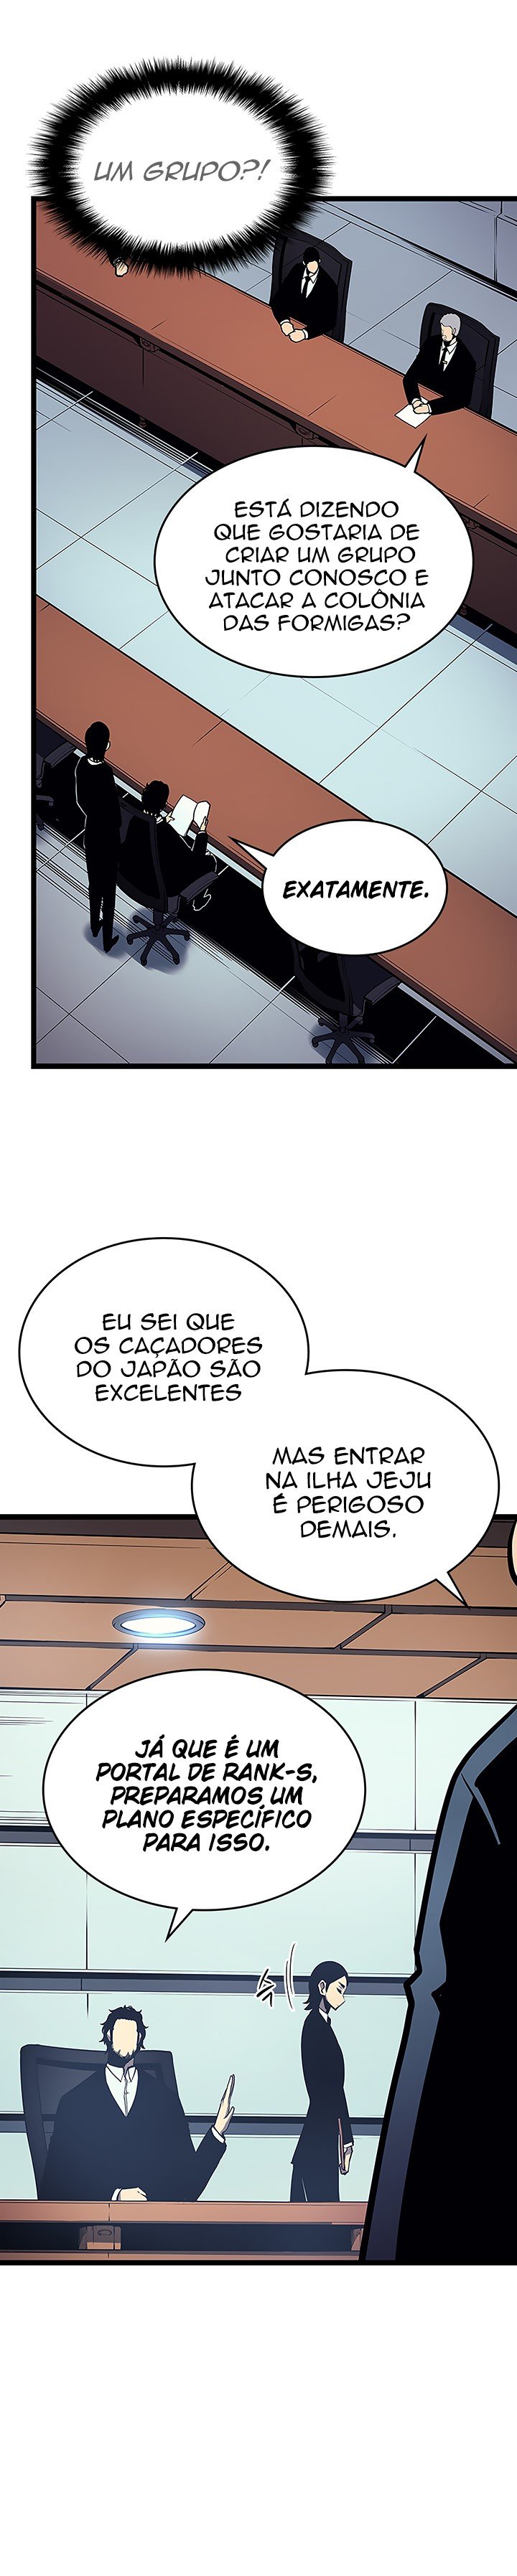 UM GRUPO?!
ESTÁ DIZENDO
QUE GOSTARIA DE
CRIAR UM GRUPO
JUNTO CONOSCO E
ATACAR A COLÔNIA
DAS FORMIGAS?
EXATAMENTE.
EU SEI QUE
OS CAÇADORES
DO JAPÃO SÃO
EXCELENTES
MAS ENTRAR
NA ILHA JEJU
É PERIGOSO
DEMAIS.
JÁ QUE É UM
PORTAL DE RANK-S,
PREPARAMOS UM
PLANO ESPECÍFICO
PARA ISSO.